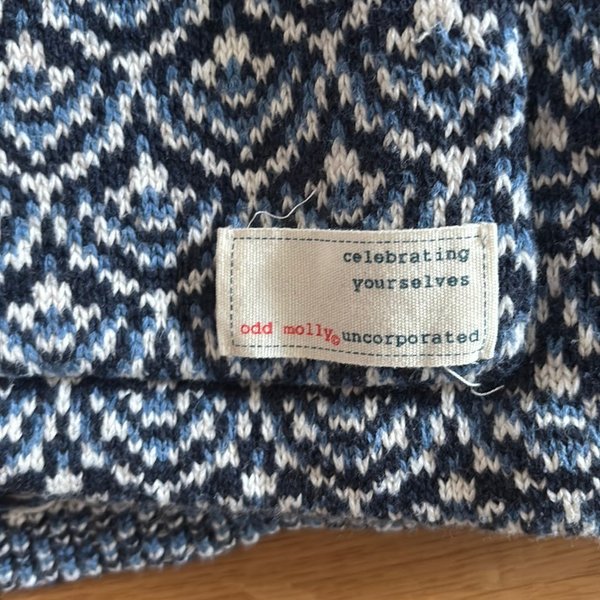 celebrating
yourselves
odd molly© uncorporated